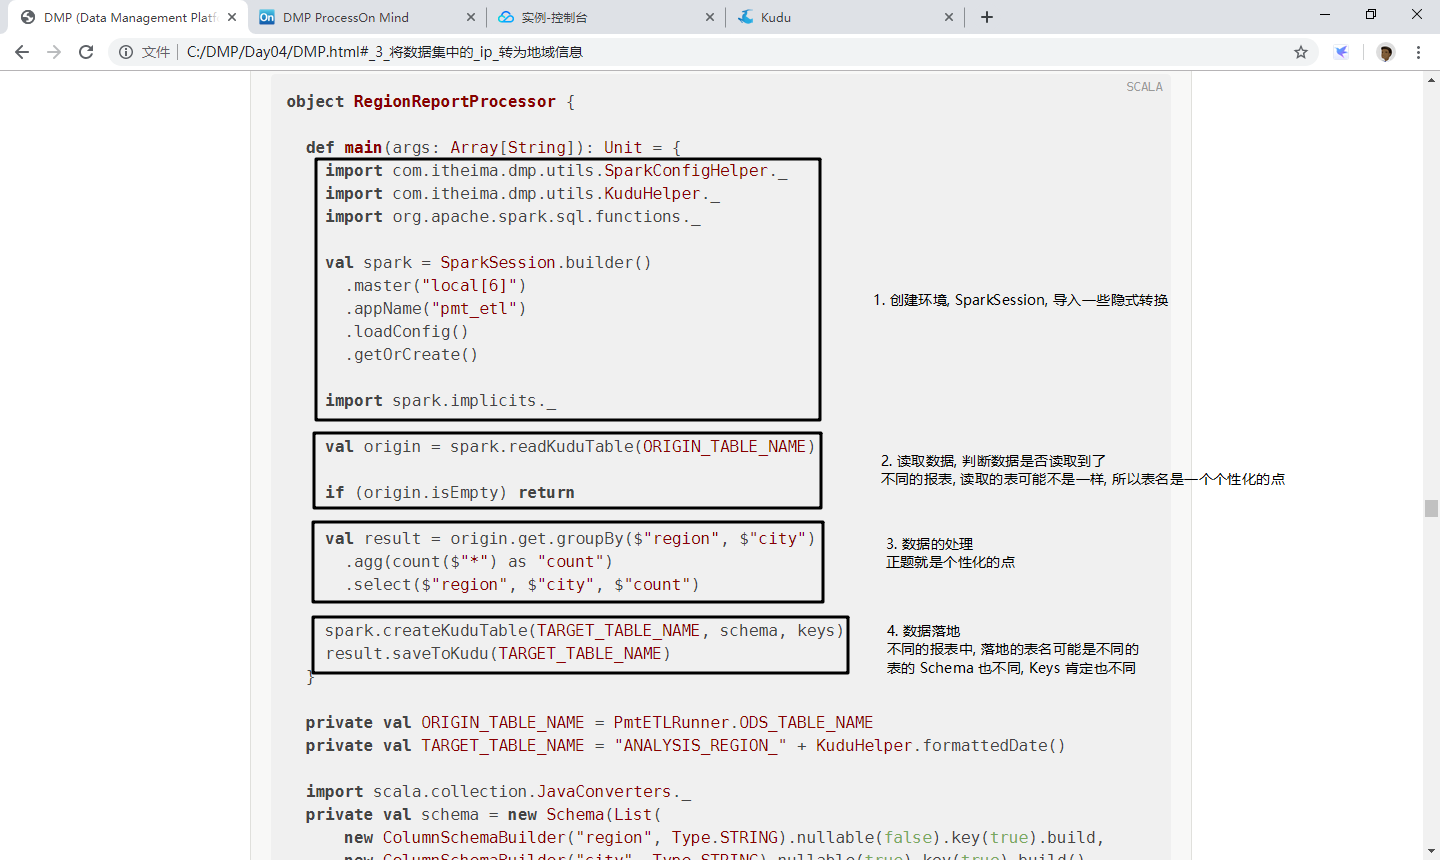 DMP (Data Management Platf
DMP ProcessOn Mind
实例-控制台
Kudu
文件
C:/DMP/Day04/DMP.html#_3_将数据集中的_ip_转为地域信息
SCALA
object RegionReportProcessor {
def main(args: Array[String]): Unit = {
import com.itheima.dmp.utils.SparkConfigHelper._
import com.itheima.dmp.utils.KuduHelper._
import org.apache.spark.sql.functions._
val spark = SparkSession.builder()
.master("local[6]")
.appName("pmt_etl")
.loadConfig()
.getOrCreate()
import spark.implicits._
1. 创建环境, SparkSession, 导入一些隐式转换
val origin = spark.readKuduTable(ORIGIN_TABLE_NAME)
if (origin.isEmpty) return
2. 读取数据, 判断数据是否读取到了
不同的报表, 读取的表可能不是一样, 所以表名是一个个性化的点
val result = origin.get.groupBy($"region", $"city")
.agg(count($"*") as "count")
.select($"region", $"city", $"count")
3. 数据的处理
正题就是个性化的点
spark.createKuduTable(TARGET_TABLE_NAME, schema, keys)
result.saveToKudu(TARGET_TABLE_NAME)
}
4. 数据落地
不同的报表中, 落地的表名可能是不同的
表的 Schema 也不同, Keys 肯定也不同
private val ORIGIN_TABLE_NAME = PmtETLRunner.ODS_TABLE_NAME
private val TARGET_TABLE_NAME = "ANALYSIS_REGION_" + KuduHelper.formattedDate()
import scala.collection.JavaConverters._
private val schema = new Schema(List(
new ColumnSchemaBuilder("region", Type.STRING).nullable(false).key(true).build,
new ColumnSchemaBuilder("city", Type.STRING).nullable(true).key(true).build()